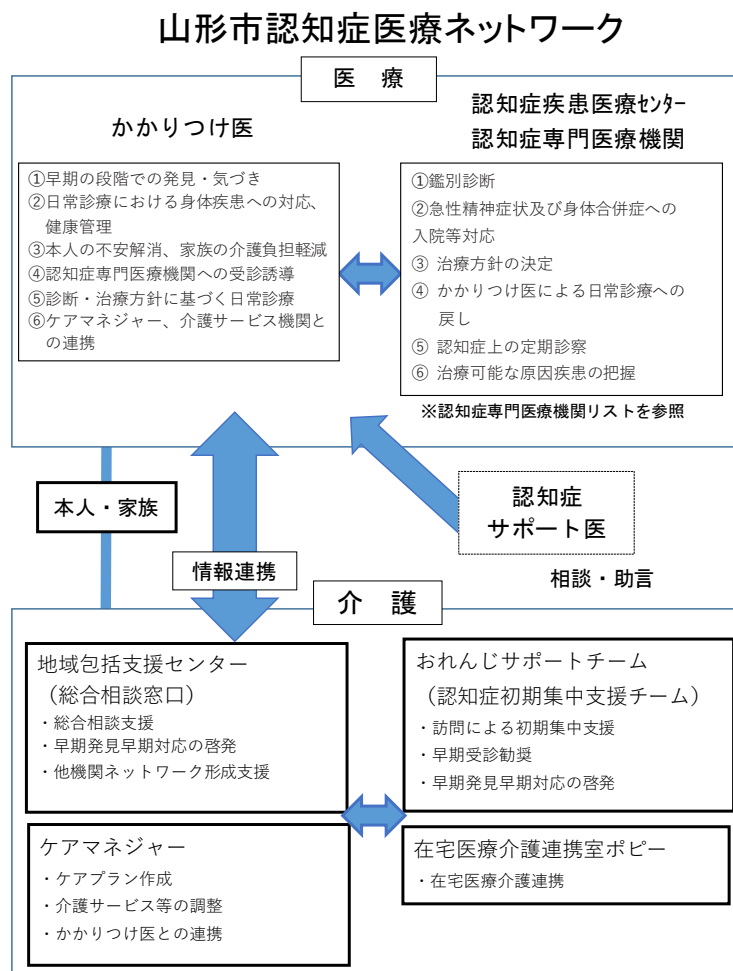 山形市認知症医療ネットワーク
医　療
かかりつけ医
①早期の段階での発見・気づき
②日常診療における身体疾患への対応、
健康管理
③本人の不安解消、家族の介護負担軽減
④認知症専門医療機関への受診誘導
⑤診断・治療方針に基づく日常診療
⑥ケアマネジャー、介護サービス機関と
の連携
認知症疾患医療ｾﾝﾀｰ
認知症専門医療機関
①鑑別診断
②急性精神症状及び身体合併症への
入院等対応
③ 治療方針の決定
④ かかりつけ医による日常診療への
戻し
⑤ 認知症上の定期診察
⑥ 治療可能な原因疾患の把握
※認知症専門医療機関リストを参照
本人・家族
認知症
サポート医
情報連携
相談・助言
介　護
地域包括支援センター
（総合相談窓口）
・総合相談支援
・早期発見早期対応の啓発
・他機関ネットワーク形成支援
おれんじサポートチーム
（認知症初期集中支援チーム）
・訪問による初期集中支援
・早期受診勧奨
・早期発見早期対応の啓発
ケアマネジャー
・ケアプラン作成
・介護サービス等の調整
・かかりつけ医との連携
在宅医療介護連携室ポピー
・在宅医療介護連携